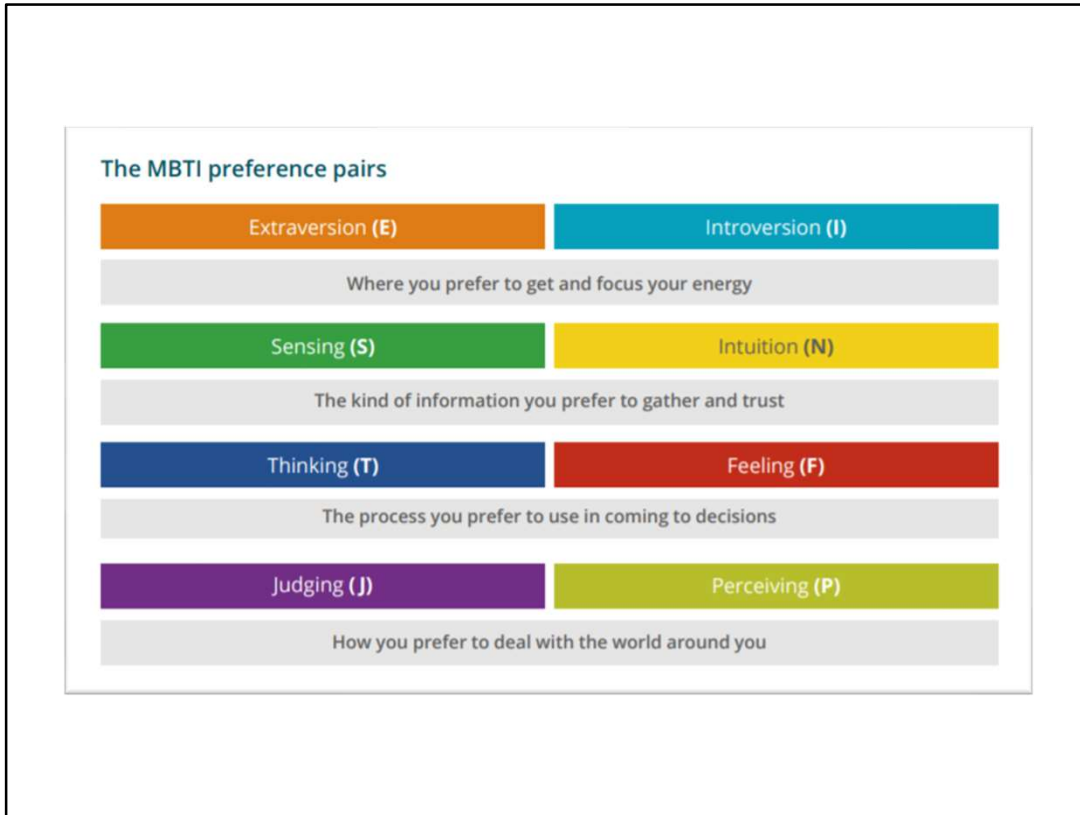 The MBTI preference pairs
Extraversion (E)
Introversion (I)
Where you prefer to get and focus your energy
Sensing (S)
Intuition (N)
The kind of information you prefer to gather and trust
Thinking (T)
Feeling (F)
The process you prefer to use in coming to decisions
Judging (J)
Perceiving (P)
How you prefer to deal with the world around you